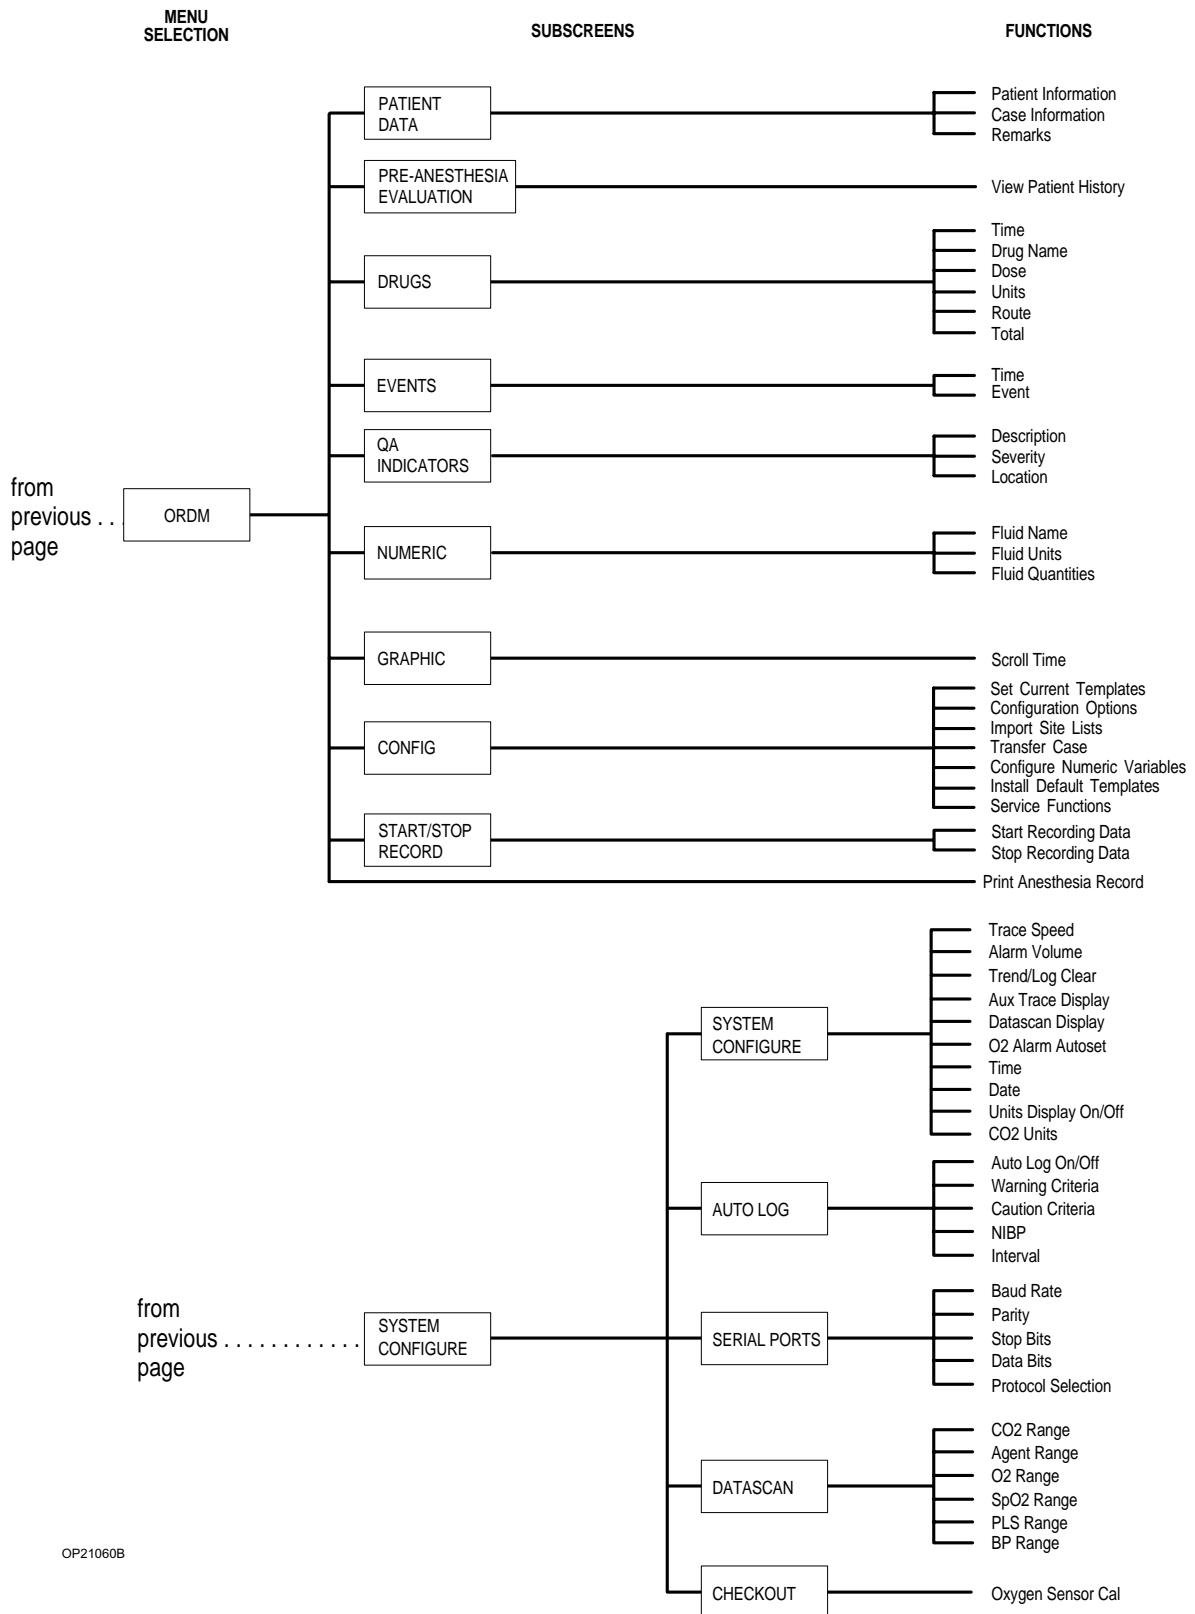 MENU
SELECTION
SUBSCREENS
FUNCTIONS
PATIENT
DATA
Patient Information
Case Information
Remarks
PRE-ANESTHESIA
EVALUATION
View Patient History
DRUGS
Time
Drug Name
Dose
Units
Route
Total
EVENTS
Time
Event
QA
INDICATORS
Description
Severity
Location
from
previous . . .
page
ORDM
NUMERIC
Fluid Name
Fluid Units
Fluid Quantities
GRAPHIC
Scroll Time
CONFIG
Set Current Templates
Configuration Options
Import Site Lists
Transfer Case
Configure Numeric Variables
Install Default Templates
Service Functions
START/STOP
RECORD
Start Recording Data
Stop Recording Data
Print Anesthesia Record
SYSTEM
CONFIGURE
Trace Speed
Alarm Volume
Trend/Log Clear
Aux Trace Display
Datascan Display
O2 Alarm Autoset
Time
Date
Units Display On/Off
CO2 Units
AUTO LOG
Auto Log On/Off
Warning Criteria
Caution Criteria
NIBP
Interval
from
previous . . . . . . . . . . . .
page
SYSTEM
CONFIGURE
SERIAL PORTS
Baud Rate
Parity
Stop Bits
Data Bits
Protocol Selection
DATASCAN
CO2 Range
Agent Range
O2 Range
SpO2 Range
PLS Range
BP Range
OP21060B
CHECKOUT
Oxygen Sensor Cal